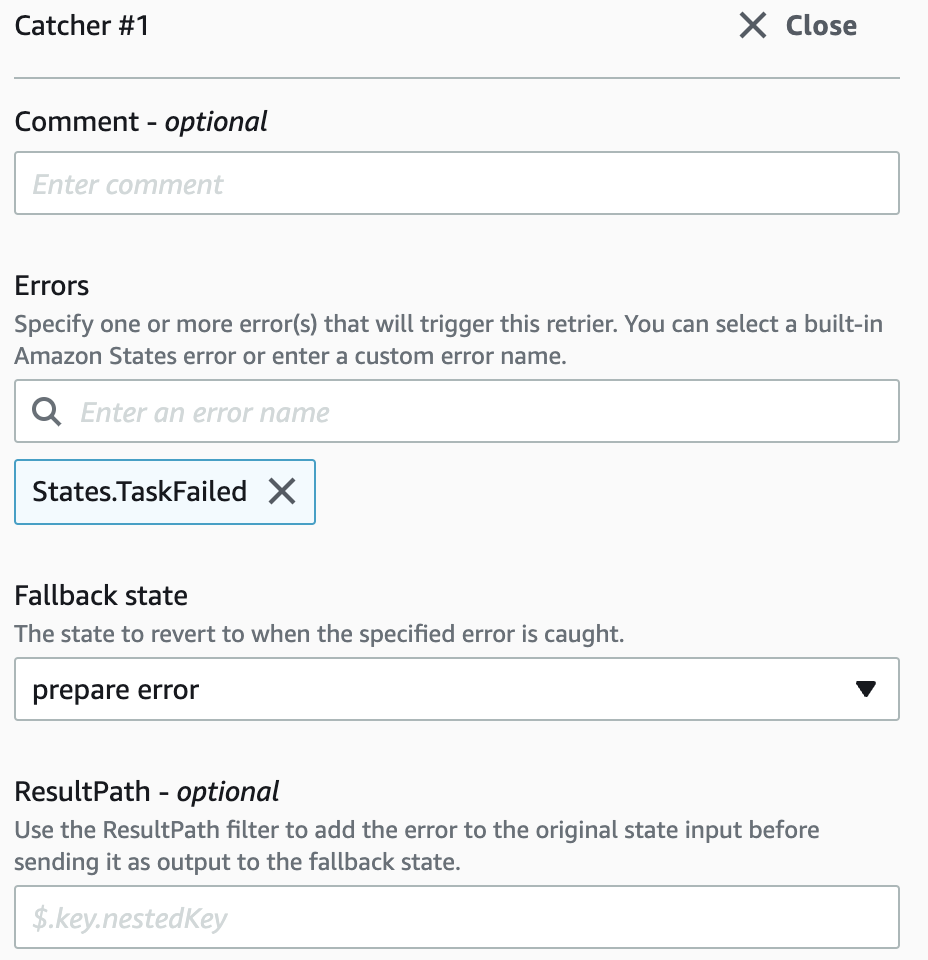 Catcher #1
Close
Comment - optional
Enter comment
Errors
Specify one or more error(s) that will trigger this retrier. You can select a built-in
Amazon States error or enter a custom error name.
Enter an error name
States.TaskFailed
Fallback state
The state to revert to when the specified error is caught.
prepare error
ResultPath - optional
Use the ResultPath filter to add the error to the original state input before
sending it as output to the fallback state.
$.key.nestedKey